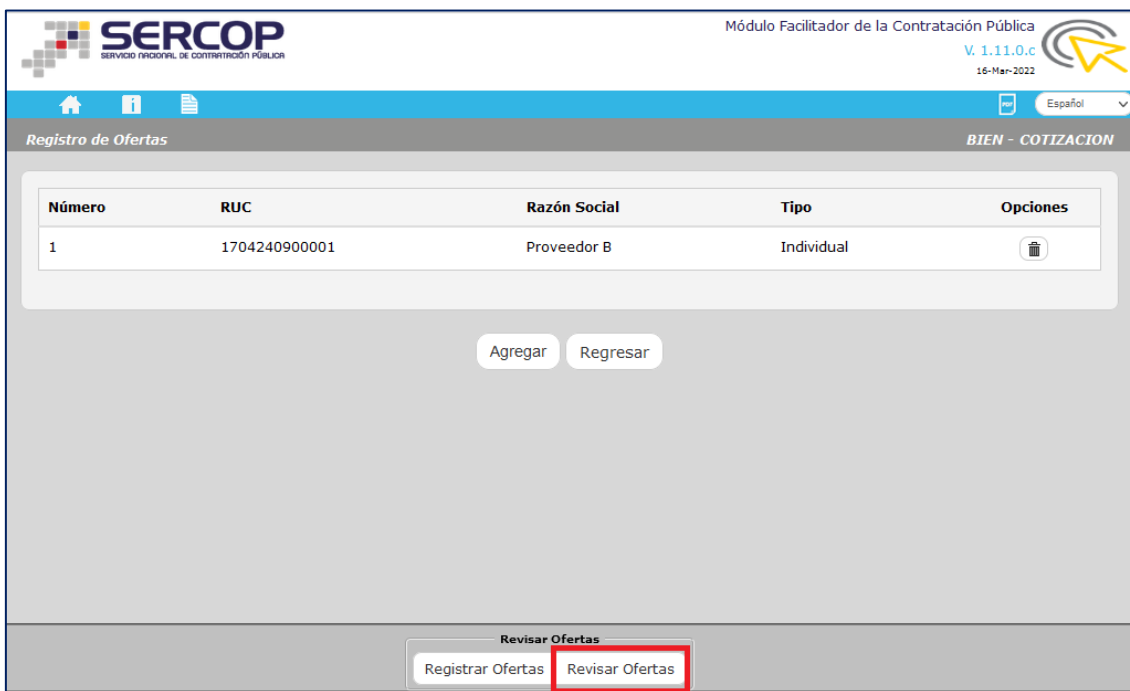 SERCOP
SERVICIO NACIONAL DE CONTRATACIÓN PÚBLICA
Módulo Facilitador de la Contratación Pública
V. 1.11.0.c
16-Mar-2022
PDF Español
Registro de Ofertas BIEN - COTIZACION
Número RUC Razón Social Tipo Opciones
1 1704240900001 Proveedor B Individual
Agregar Regresar
Revisar Ofertas
Registrar Ofertas Revisar Ofertas